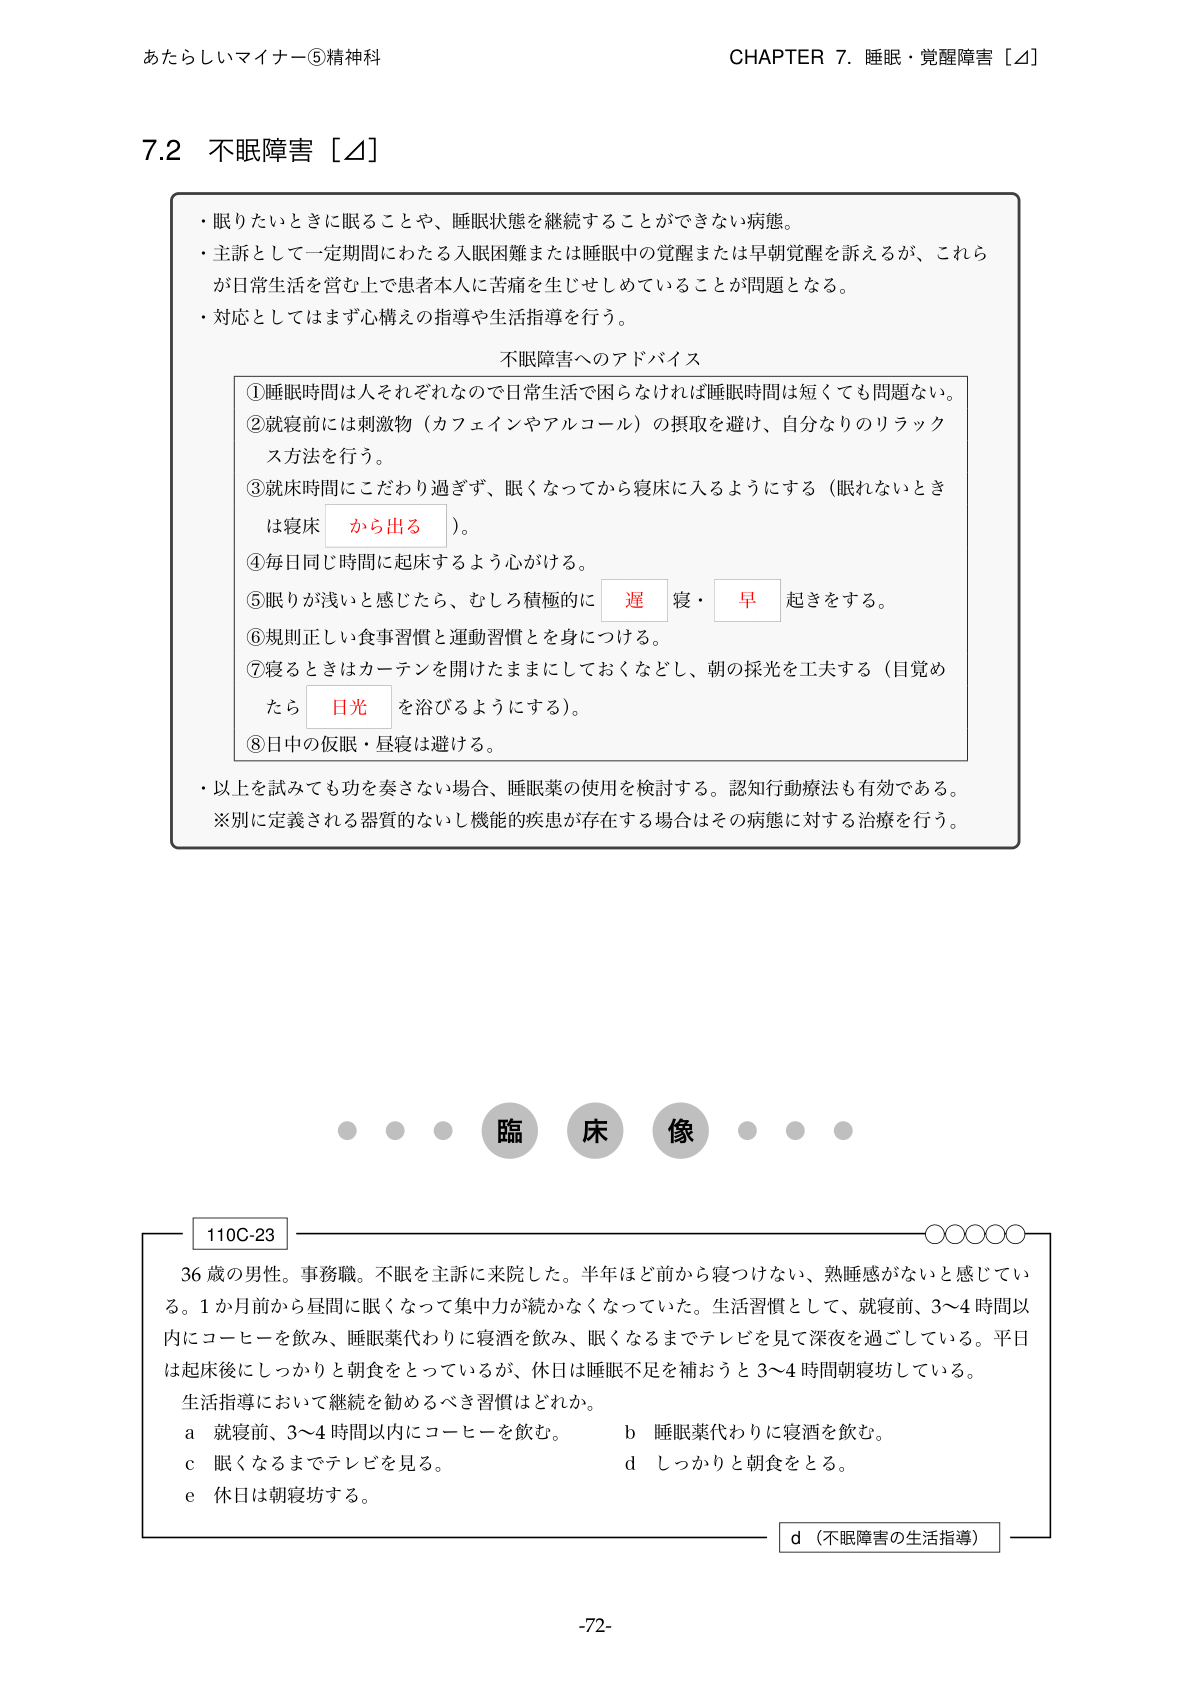 あたらしいマイナー⑤精神科　CHAPTER 7. 睡眠・覚醒障害［⊿］
7.2　不眠障害［⊿］
・眠りたいときに眠ることや、睡眠状態を継続することができない病態。
・主訴として一定期間にわたる入眠困難または睡眠中の覚醒または早朝覚醒を訴えるが、これら
が日常生活を営む上で患者本人に苦痛を生じせしめていることが問題となる。
・対応としてはまず心構えの指導や生活指導を行う。
不眠障害へのアドバイス
①睡眠時間は人それぞれなので日常生活で困らなければ睡眠時間は短くても問題ない。
②就寝前には刺激物（カフェインやアルコール）の摂取を避け、自分なりのリラック
ス方法を行う。
③就床時間にこだわり過ぎず、眠くなってから寝床に入るようにする（眠れないとき
は寝床 から出る ）。
④毎日同じ時間に起床するよう心がける。
⑤眠りが浅いと感じたら、むしろ積極的に 遅 寝・ 早 起きをする。
⑥規則正しい食事習慣と運動習慣とを身につける。
⑦寝るときはカーテンを開けたままにしておくなどし、朝の採光を工夫する（目覚め
たら 日光 を浴びるようにする）。
⑧日中の仮眠・昼寝は避ける。
・以上を試みても功を奏さない場合、睡眠薬の使用を検討する。認知行動療法も有効である。
※別に定義される器質的ないし機能的疾患が存在する場合はその病態に対する治療を行う。
臨 床 像
110C-23　○○○○○
36 歳の男性。事務職。不眠を主訴に来院した。半年ほど前から寝つけない、熟睡感がないと感じてい
る。1 か月前から昼間に眠くなって集中力が続かなくなっていた。生活習慣として、就寝前、3〜4 時間以
内にコーヒーを飲み、睡眠薬代わりに寝酒を飲み、眠くなるまでテレビを見て深夜を過ごしている。平日
は起床後にしっかりと朝食をとっているが、休日は睡眠不足を補おうと 3〜4 時間朝寝坊している。
生活指導において継続を勧めるべき習慣はどれか。
a　就寝前、3〜4 時間以内にコーヒーを飲む。　b　睡眠薬代わりに寝酒を飲む。
c　眠くなるまでテレビを見る。　d　しっかりと朝食をとる。
e　休日は朝寝坊する。
d （不眠障害の生活指導）
-72-